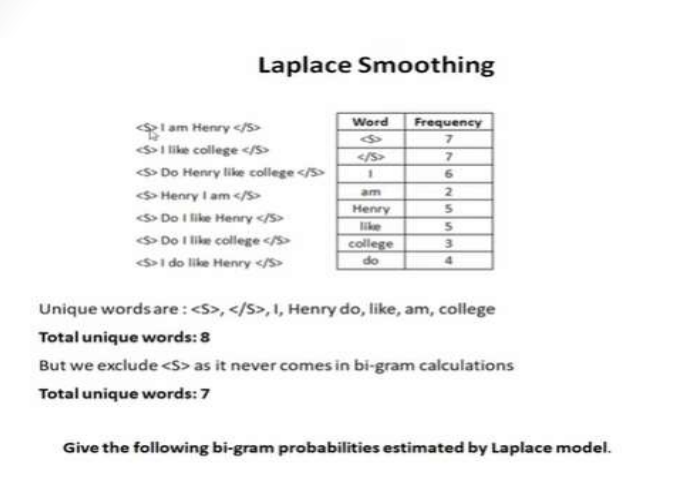 Laplace Smoothing
<S> I am Henry </S>
<S> I like college </S>
<S> Do Henry like college </S>
<S> Henry I am </S>
<S> Do I like Henry </S>
<S> Do I like college </S>
<S> I do like Henry </S>
Word Frequency
<S> 7
</S> 7
I 6
am 2
Henry 5
like 5
college 3
do 4
Unique words are : <S>, </S>, I, Henry do, like, am, college
Total unique words: 8
But we exclude <S> as it never comes in bi-gram calculations
Total unique words: 7
Give the following bi-gram probabilities estimated by Laplace model.